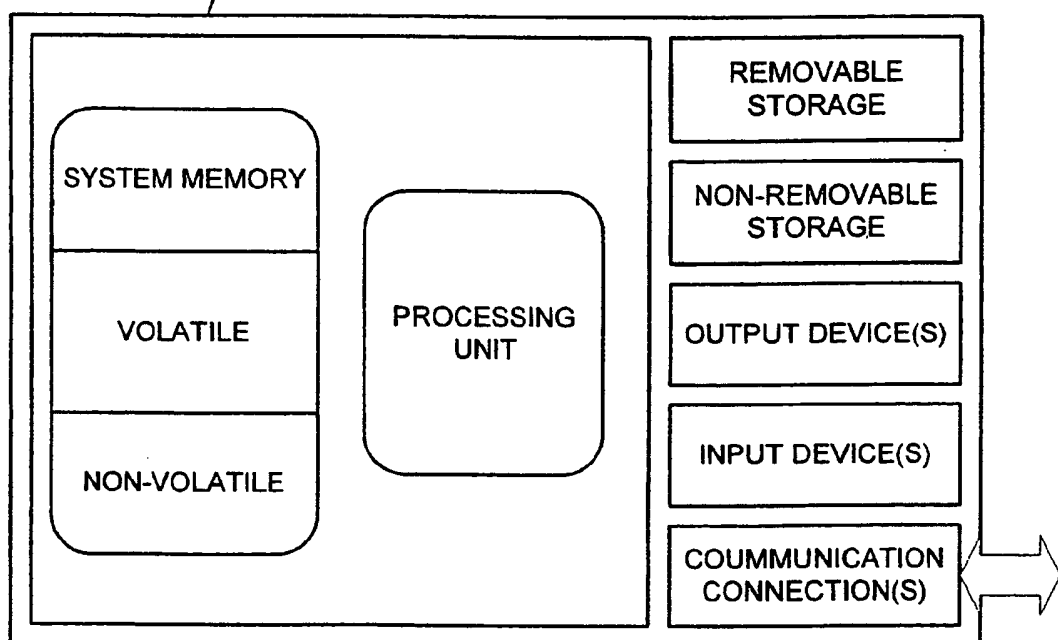 SYSTEM MEMORY
VOLATILE
NON-VOLATILE
PROCESSING
UNIT
REMOVABLE
STORAGE
NON-REMOVABLE
STORAGE
OUTPUT DEVICE(S)
INPUT DEVICE(S)
COUMMUNICATION
CONNECTION(S)